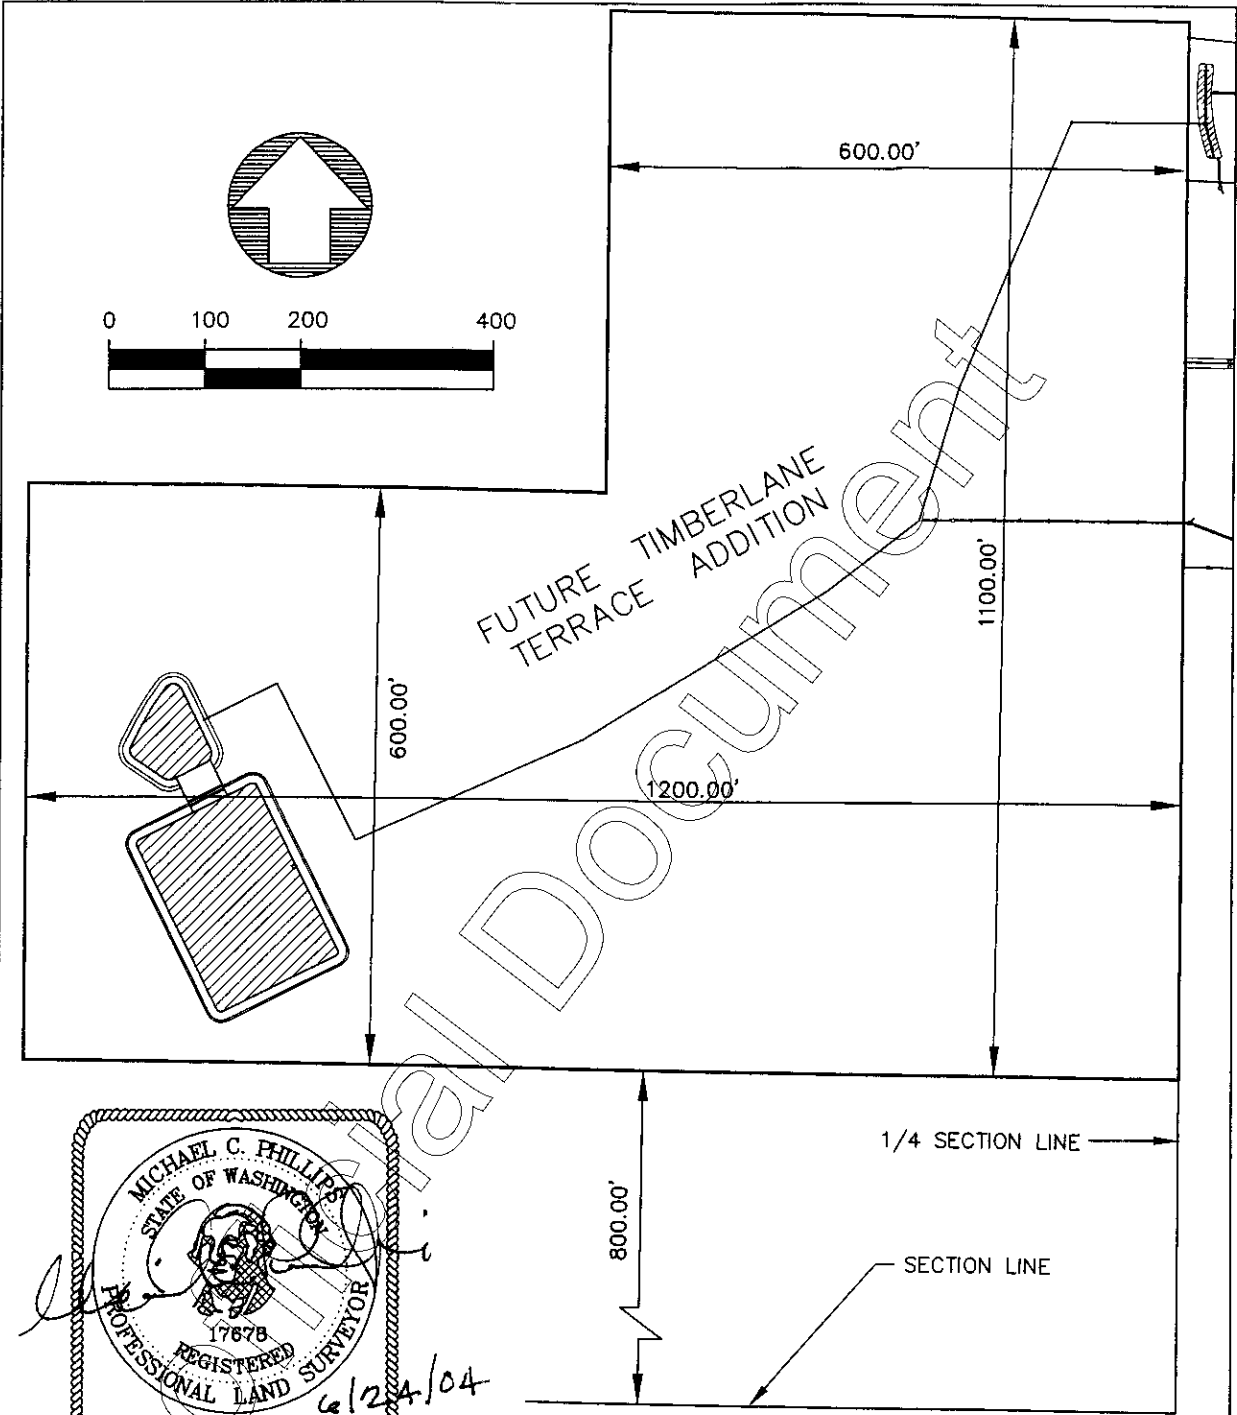 600.00'
0 100 200 400
FUTURE TIMBERLANE
TERRACE ADDITION
1100.00'
600.00'
1200.00'
1/4 SECTION LINE
800.00'
SECTION LINE
MICHAEL C. PHILLIPS
STATE OF WASHINGTON
17678
REGISTERED
PROFESSIONAL LAND SURVEYOR
6/24/04
Unofficial Document